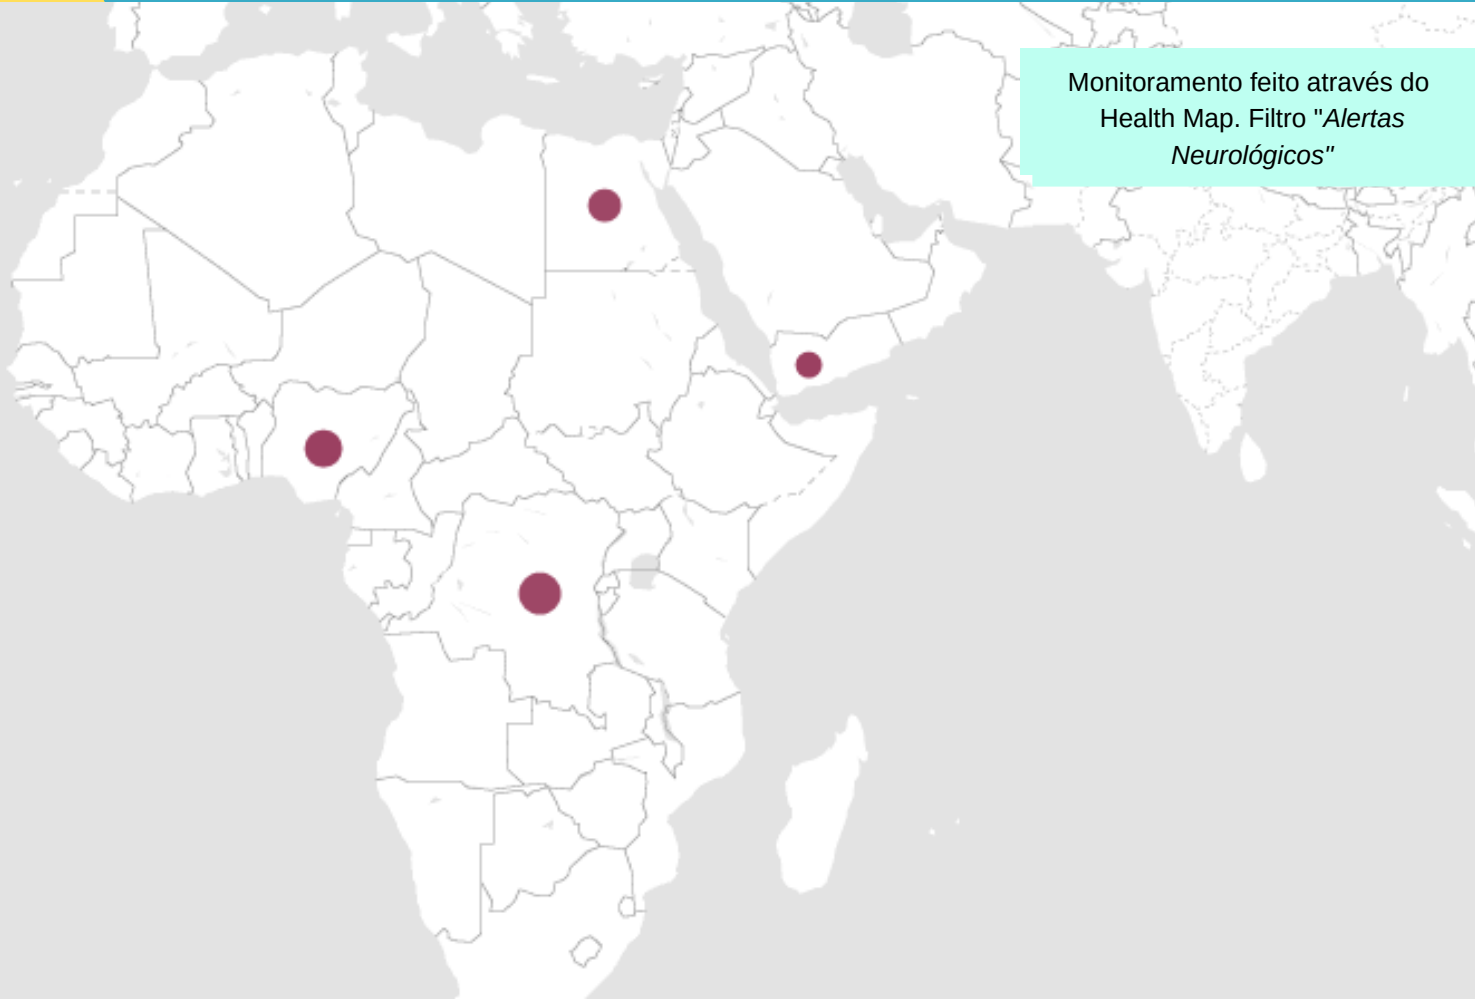 Monitoramento feito através do
Health Map. Filtro "Alertas
Neurológicos"